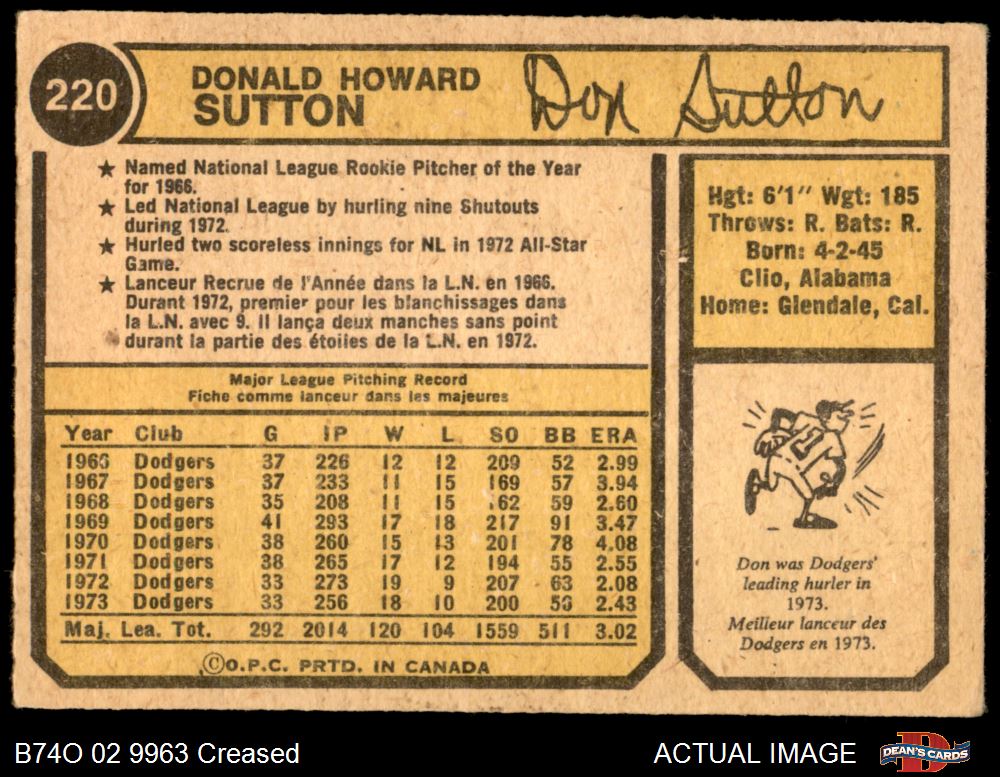 220
DONALD HOWARD
SUTTON
Don Sutton
★ Named National League Rookie Pitcher of the Year
for 1966.
★ Led National League by hurling nine Shutouts
during 1972.
★ Hurled two scoreless innings for NL in 1972 All-Star
Game.
★ Lanceur Recrue de l'Année dans la L.N. en 1966.
Durant 1972, premier pour les blanchissages dans
la L.N. avec 9. Il lança deux manches sans point
durant la partie des étoiles de la L.N. en 1972.
Hgt: 6'1" Wgt: 185
Throws: R. Bats: R.
Born: 4-2-45
Clio, Alabama
Home: Glendale, Cal.
Major League Pitching Record
Fiche comme lanceur dans les majeures
Year Club G IP W L SO BB ERA
1966 Dodgers 37 226 12 12 209 52 2.99
1967 Dodgers 37 233 11 15 169 57 3.94
1968 Dodgers 35 208 11 15 162 59 2.60
1969 Dodgers 41 293 17 18 217 91 3.47
1970 Dodgers 38 260 15 13 201 78 4.08
1971 Dodgers 38 265 17 12 194 55 2.55
1972 Dodgers 33 273 19 9 207 63 2.08
1973 Dodgers 33 256 18 10 200 56 2.43
Maj. Lea. Tot. 292 2014 120 104 1559 511 3.02
©O.P.C. PRTD. IN CANADA
Don was Dodgers'
leading hurler in
1973.
Meilleur lanceur des
Dodgers en 1973.
B74O 02 9963 Creased
ACTUAL IMAGE
DEAN'S CARDS